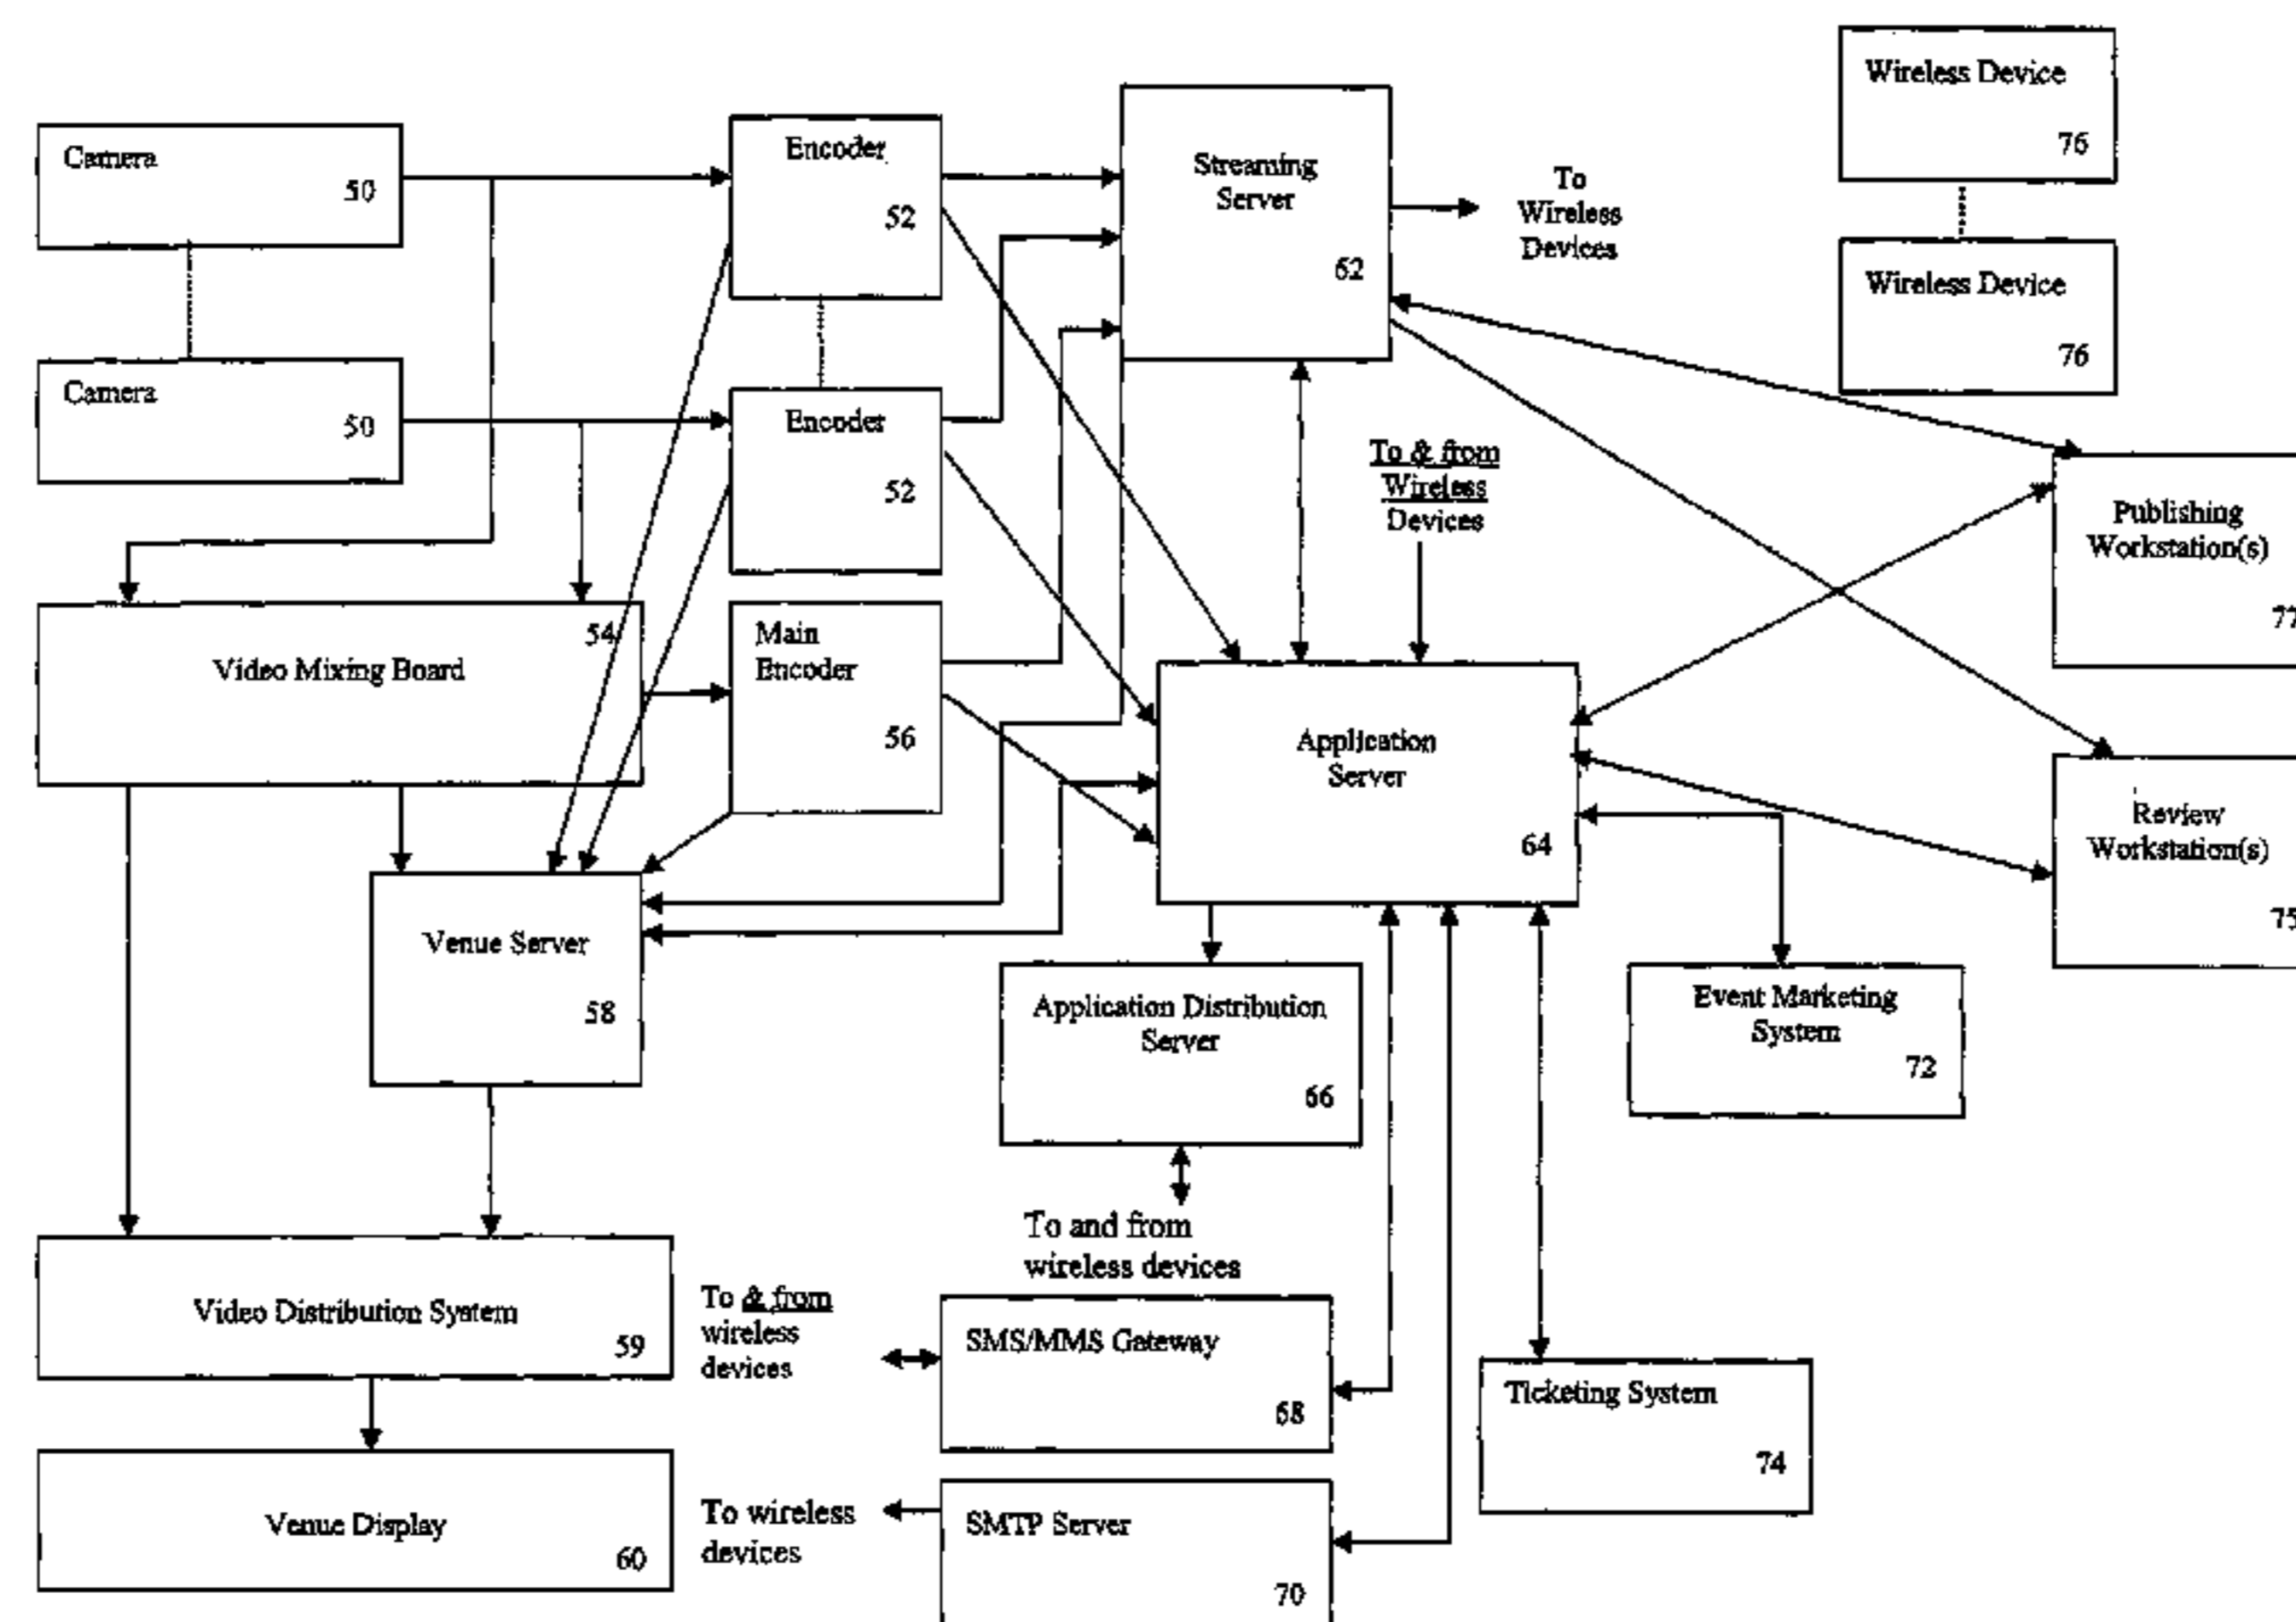 Camera
50
Camera
50
Encoder
52
Encoder
52
Streaming
Server
62
To
Wireless
Devices
Wireless Device
76
Wireless Device
76
To & from
Wireless
Devices
Publishing
Workstation(s)
77
Video Mixing Board
54
Main
Encoder
56
Application
Server
64
Review
Workstation(s)
75
Venue Server
58
Application Distribution
Server
66
Event Marketing
System
72
To and from
wireless devices
Video Distribution System
59
To & from
wireless
devices
SMS/MMS Gateway
68
Ticketing System
74
Venue Display
60
To wireless
devices
SMTP Server
70